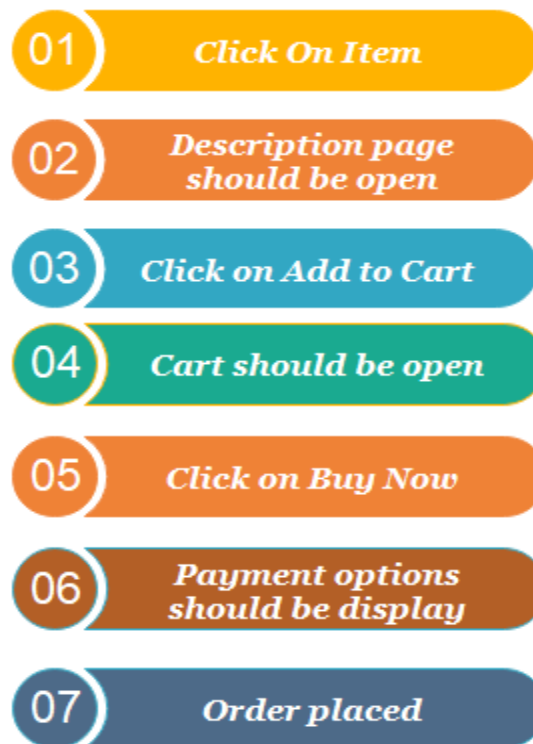 01
Click On Item
02
Description page
should be open
03
Click on Add to Cart
04
Cart should be open
05
Click on Buy Now
06
Payment options
should be display
07
Order placed